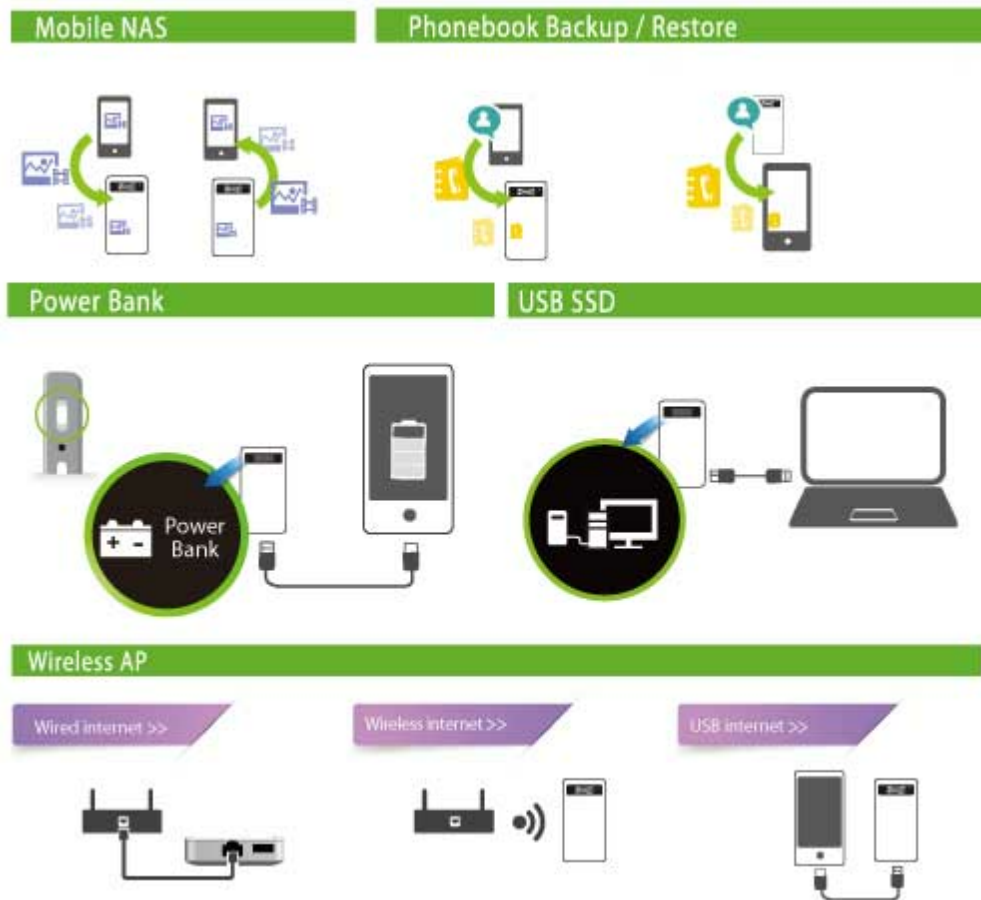 Mobile NAS
Phonebook Backup / Restore
Power Bank
USB SSD
Power
Bank
Wireless AP
Wired internet >>
Wireless internet >>
USB internet >>